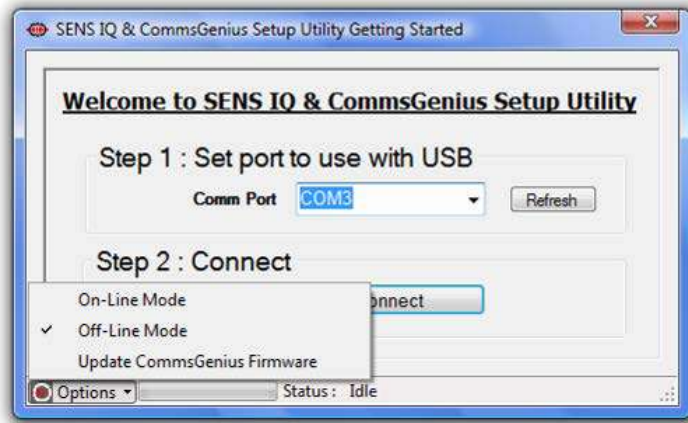 SENS IQ & CommsGenius Setup Utility Getting Started
Welcome to SENS IQ & CommsGenius Setup Utility
Step 1 : Set port to use with USB
Comm Port COM3 Refresh
Step 2 : Connect
onnect
On-Line Mode
Off-Line Mode
Update CommsGenius Firmware
Options Status : Idle